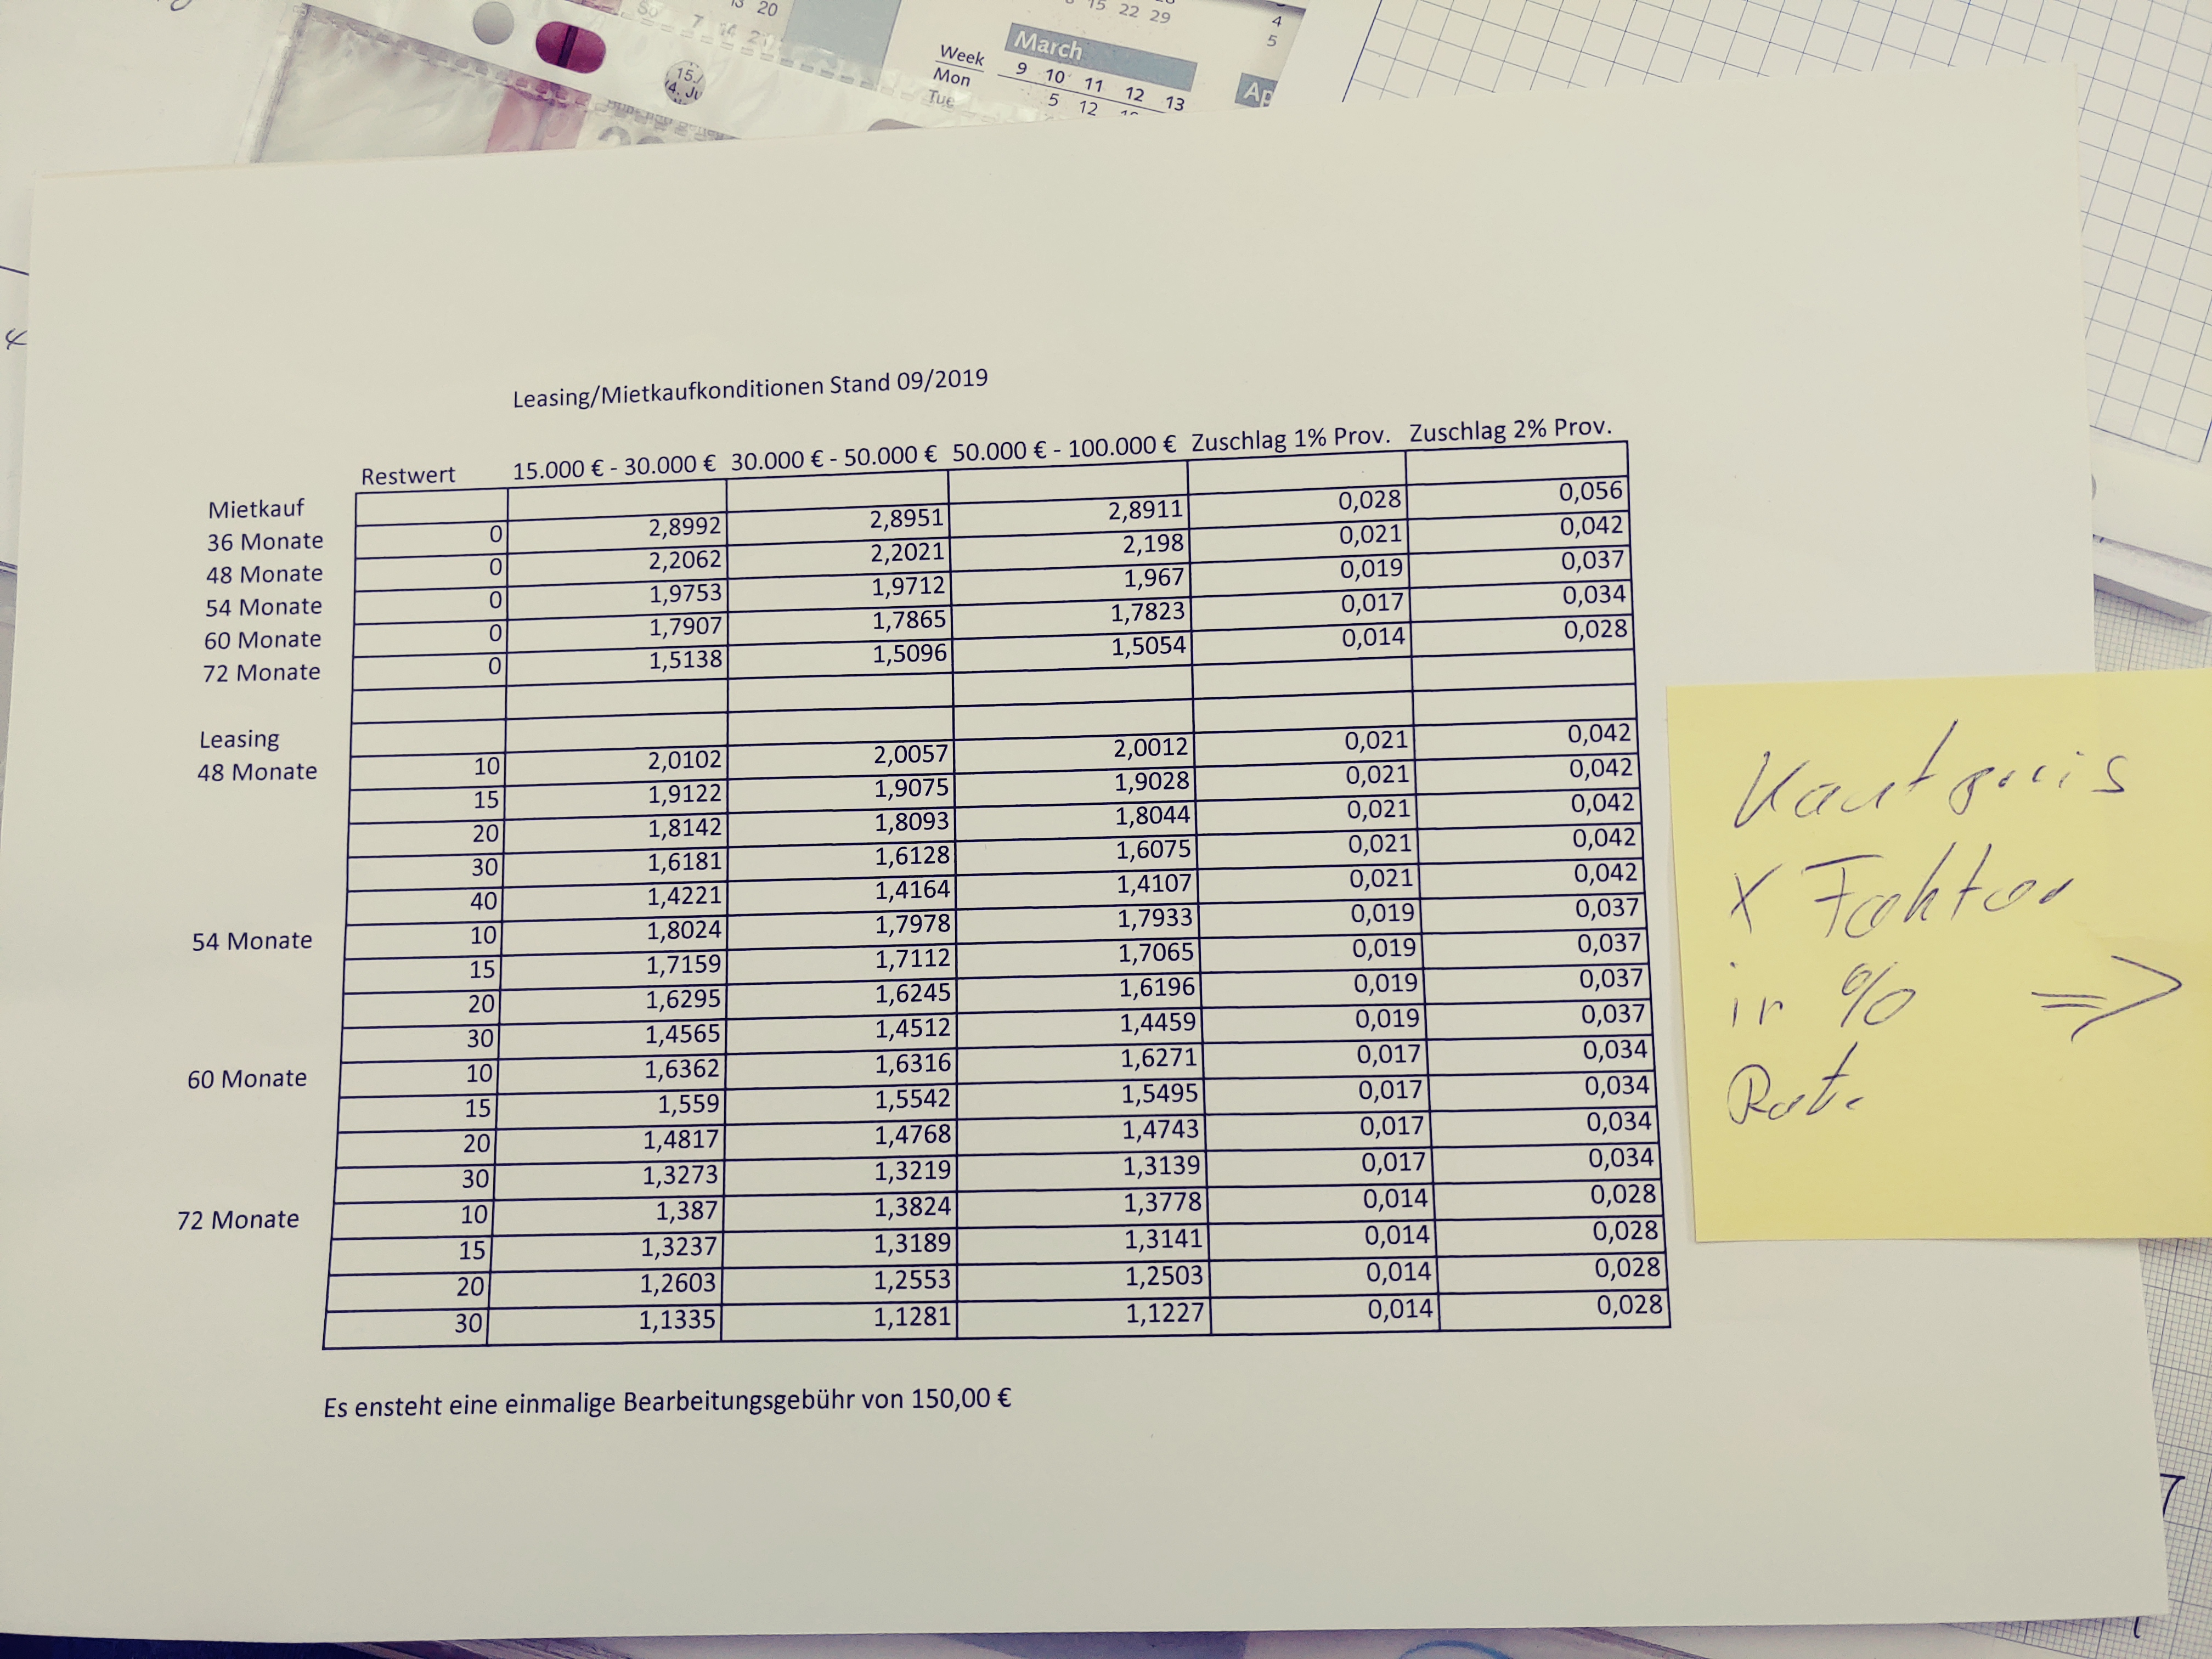 Leasing/Mietkaufkonditionen Stand 09/2019
Restwert 15.000 € - 30.000 € 30.000 € - 50.000 € 50.000 € - 100.000 € Zuschlag 1% Prov. Zuschlag 2% Prov.
Mietkauf
36 Monate 0 2,8992 2,8951 2,8911 0,028 0,056
48 Monate 0 2,2062 2,2021 2,198 0,021 0,042
54 Monate 0 1,9753 1,9712 1,967 0,019 0,037
60 Monate 0 1,7907 1,7865 1,7823 0,017 0,034
72 Monate 0 1,5138 1,5096 1,5054 0,014 0,028
Leasing
48 Monate 10 2,0102 2,0057 2,0012 0,021 0,042
15 1,9122 1,9075 1,9028 0,021 0,042
20 1,8142 1,8093 1,8044 0,021 0,042
30 1,6181 1,6128 1,6075 0,021 0,042
40 1,4221 1,4164 1,4107 0,021 0,042
54 Monate 10 1,8024 1,7978 1,7933 0,019 0,037
15 1,7159 1,7112 1,7065 0,019 0,037
20 1,6295 1,6245 1,6196 0,019 0,037
30 1,4565 1,4512 1,4459 0,019 0,037
60 Monate 10 1,6362 1,6316 1,6271 0,017 0,034
15 1,559 1,5542 1,5495 0,017 0,034
20 1,4817 1,4768 1,4743 0,017 0,034
30 1,3273 1,3219 1,3139 0,017 0,034
72 Monate 10 1,387 1,3824 1,3778 0,014 0,028
15 1,3237 1,3189 1,3141 0,014 0,028
20 1,2603 1,2553 1,2503 0,014 0,028
30 1,1335 1,1281 1,1227 0,014 0,028
Es ensteht eine einmalige Bearbeitungsgebühr von 150,00 €
Kaufpreis
x Faktor
in % =>
Rate
March
Week 9 10 11 12 13
Mon 5 12
Tue